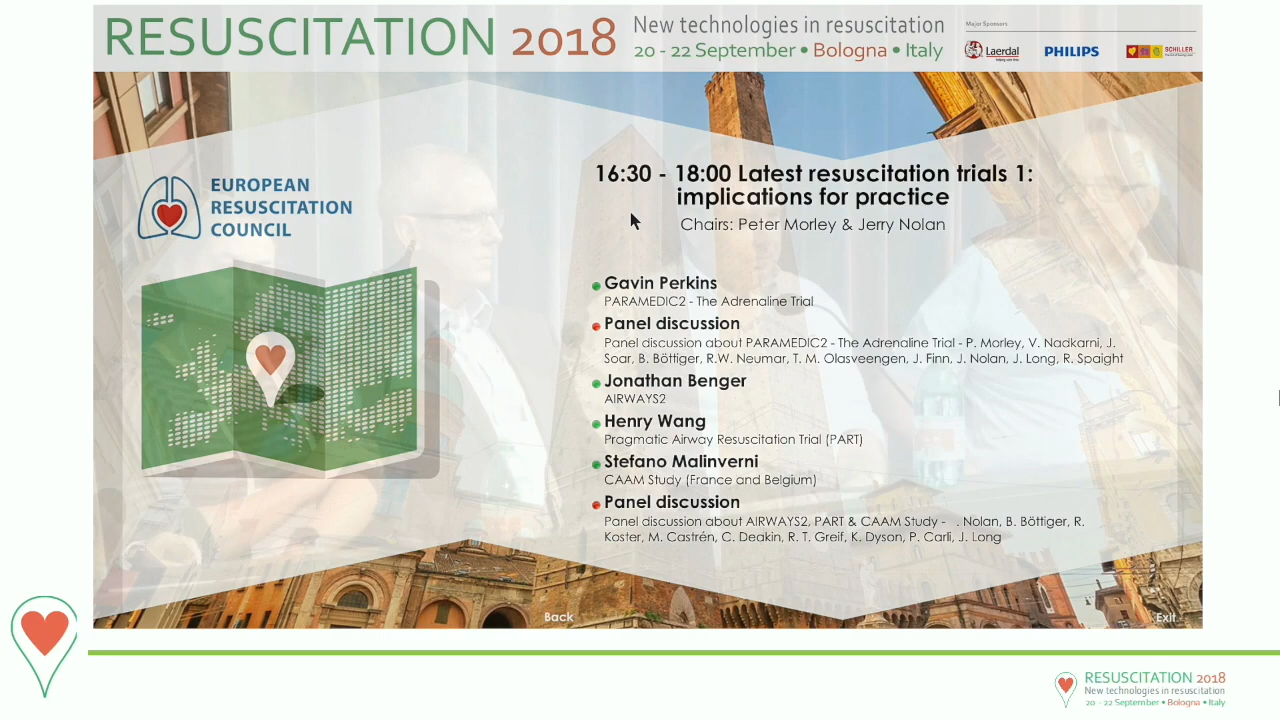 RESUSCITATION 2018
New technologies in resuscitation
20 - 22 September • Bologna • Italy
Major Sponsors
Laerdal
helping save lives
PHILIPS
SCHILLER
EUROPEAN
RESUSCITATION
COUNCIL
16:30 - 18:00 Latest resuscitation trials 1:
implications for practice
Chairs: Peter Morley & Jerry Nolan
Gavin Perkins
PARAMEDIC2 - The Adrenaline Trial
Panel discussion
Panel discussion about PARAMEDIC2 - The Adrenaline Trial - P. Morley, V. Nadkarni, J.
Soar, B. Böttiger, R.W. Neumar, T. M. Olasveengen, J. Finn, J. Nolan, J. Long, R. Spaight
Jonathan Benger
AIRWAYS2
Henry Wang
Pragmatic Airway Resuscitation Trial (PART)
Stefano Malinverni
CAAM Study (France and Belgium)
Panel discussion
Panel discussion about AIRWAYS2, PART & CAAM Study - . Nolan, B. Böttiger, R.
Koster, M. Castrén, C. Deakin, R. T. Greif, K. Dyson, P. Carli, J. Long
Back
Exit
RESUSCITATION 2018
New technologies in resuscitation
20 - 22 September • Bologna • Italy